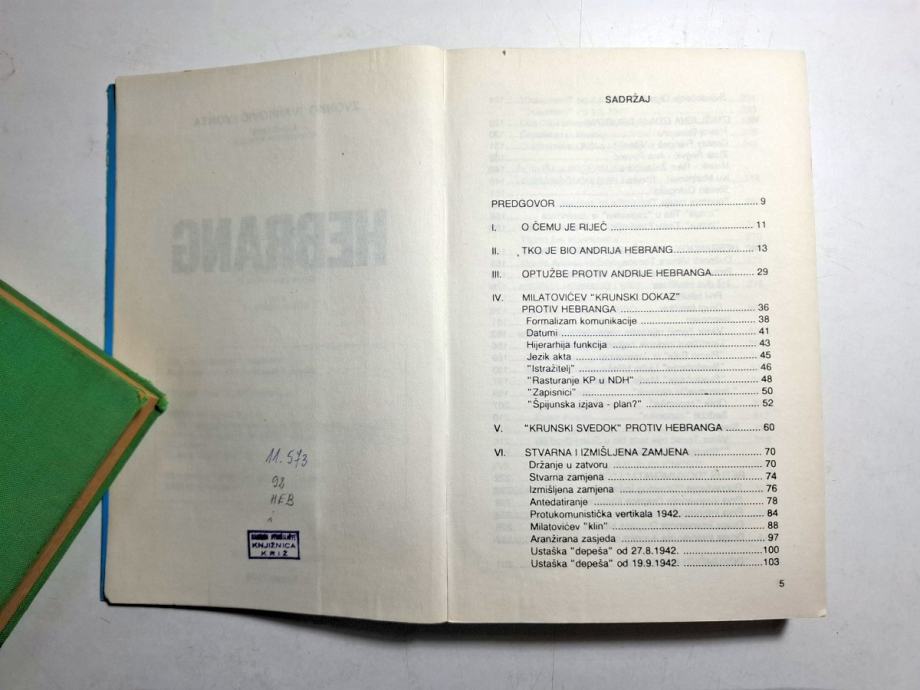 11.573
92
HEB
i
KNJIŽNICA
KRIŽ
SADRŽAJ
PREDGOVOR ........ 9
I. O ČEMU JE RIJEČ ........ 11
II. TKO JE BIO ANDRIJA HEBRANG ........ 13
III. OPTUŽBE PROTIV ANDRIJE HEBRANGA ........ 29
IV. MILATOVIĆEV "KRUNSKI DOKAZ"
PROTIV HEBRANGA ........ 36
Formalizam komunikacije ........ 38
Datumi ........ 41
Hijerarhija funkcija ........ 43
Jezik akta ........ 45
"Istražitelj" ........ 46
"Rasturanje KP u NDH" ........ 48
"Zapisnici" ........ 50
"Špijunska izjava - plan?" ........ 52
V. "KRUNSKI SVEDOK" PROTIV HEBRANGA ........ 60
VI. STVARNA I IZMIŠLJENA ZAMJENA ........ 70
Držanje u zatvoru ........ 70
Stvarna zamjena ........ 74
Izmišljena zamjena ........ 76
Antedatiranje ........ 78
Protukomunistička vertikala 1942. ........ 84
Milatovićev "klin" ........ 88
Aranžirana zasjeda ........ 97
Ustaška "depeša" od 27.8.1942. ........ 100
Ustaška "depeša" od 19.9.1942. ........ 103
5
HEBRANG